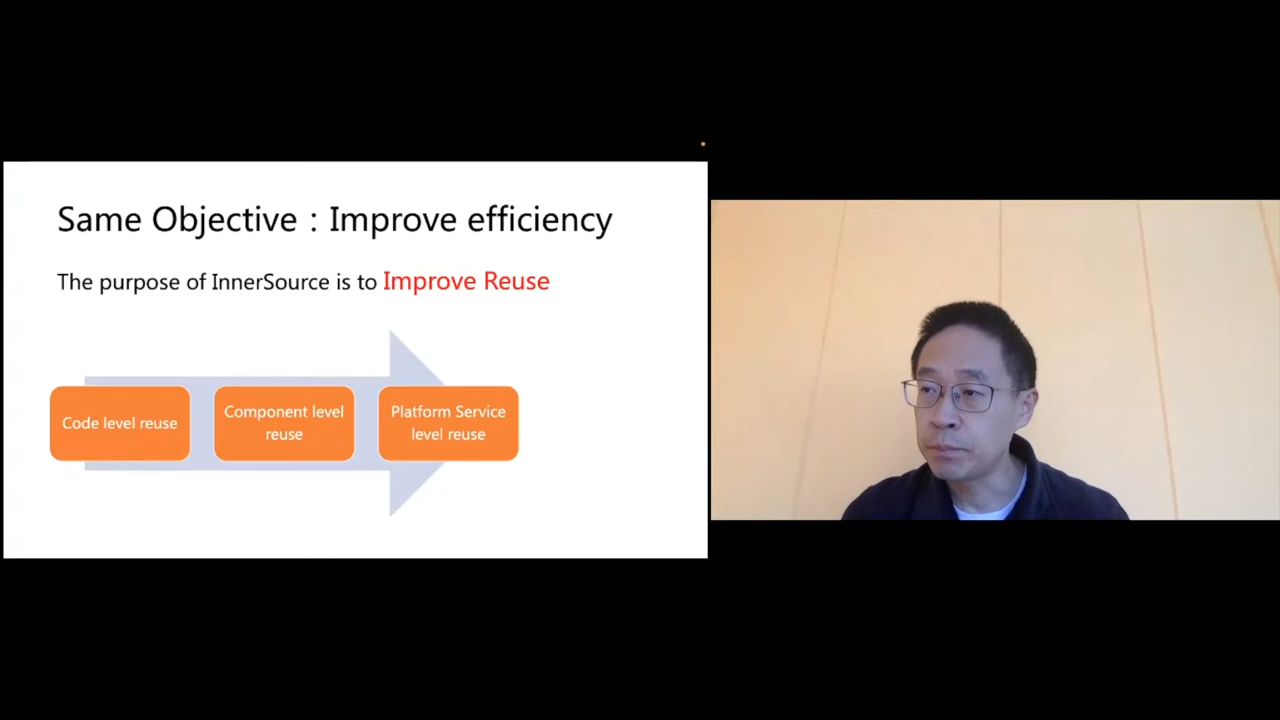 Same Objective：Improve efficiency
The purpose of InnerSource is to Improve Reuse
Code level reuse
Component level
reuse
Platform Service
level reuse